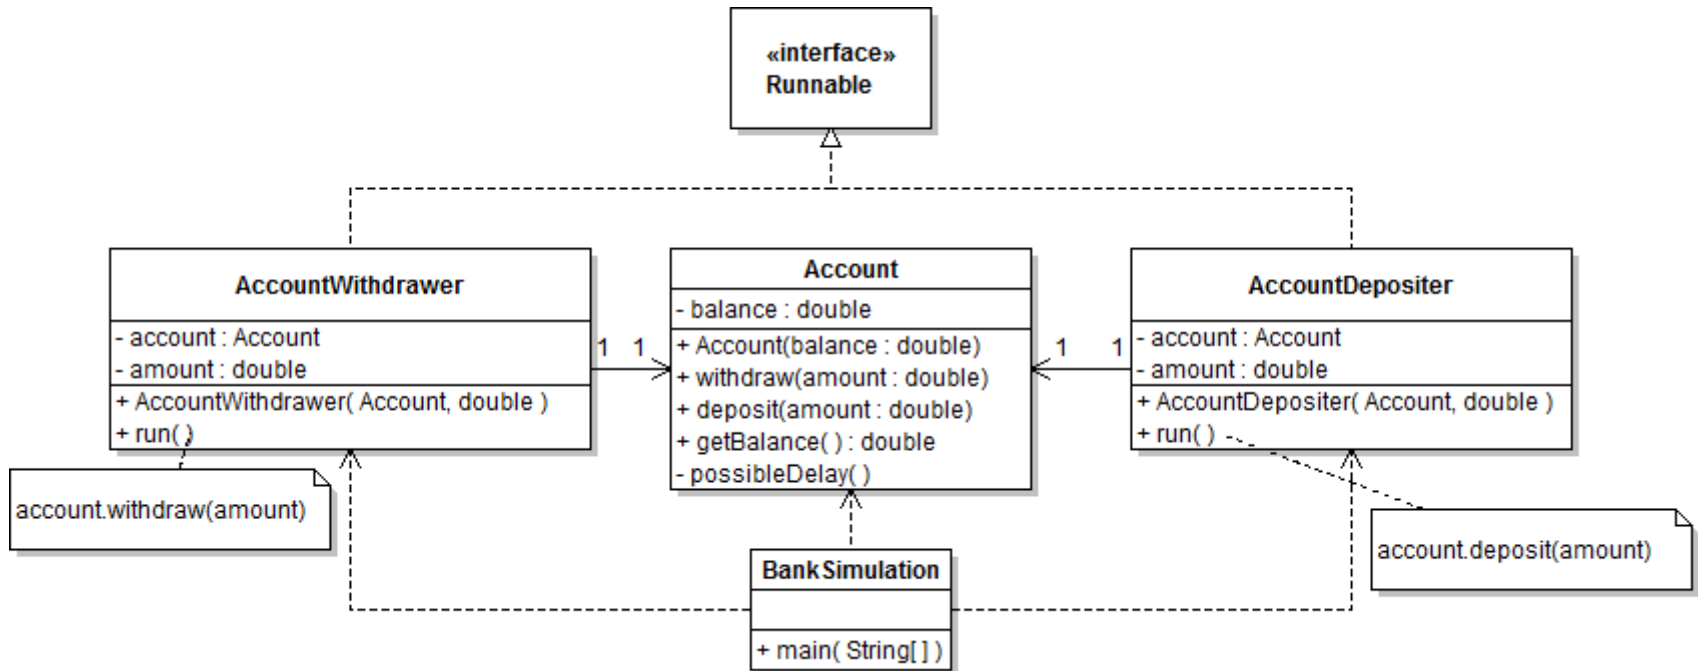 «interface»
Runnable
AccountWithdrawer
- account : Account
- amount : double
+ AccountWithdrawer( Account, double )
+ run( )
account.withdraw(amount)
1 1
Account
- balance : double
+ Account(balance : double)
+ withdraw(amount : double)
+ deposit(amount : double)
+ getBalance( ) : double
- possibleDelay( )
1 1
AccountDepositer
- account : Account
- amount : double
+ AccountDepositer( Account, double )
+ run( )
account.deposit(amount)
BankSimulation
+ main( String[ ] )